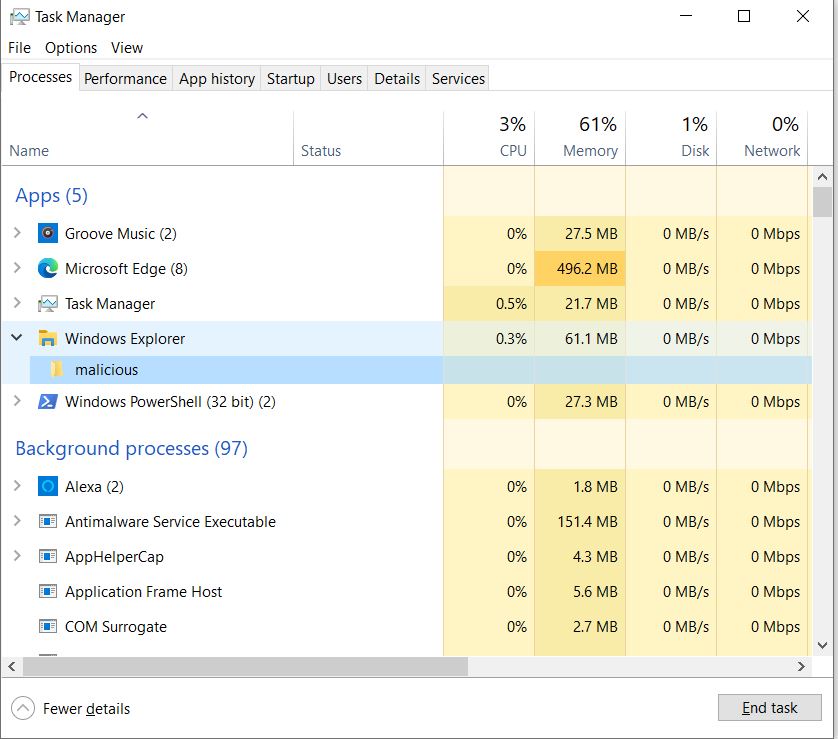 Task Manager
File Options View
Processes Performance App history Startup Users Details Services
3% 61% 1% 0%
Name Status CPU Memory Disk Network
Apps (5)
Groove Music (2) 0% 27.5 MB 0 MB/s 0 Mbps
Microsoft Edge (8) 0% 496.2 MB 0 MB/s 0 Mbps
Task Manager 0.5% 21.7 MB 0 MB/s 0 Mbps
Windows Explorer 0.3% 61.1 MB 0 MB/s 0 Mbps
malicious
Windows PowerShell (32 bit) (2) 0% 27.3 MB 0 MB/s 0 Mbps
Background processes (97)
Alexa (2) 0% 1.8 MB 0 MB/s 0 Mbps
Antimalware Service Executable 0% 151.4 MB 0 MB/s 0 Mbps
AppHelperCap 0% 4.3 MB 0 MB/s 0 Mbps
Application Frame Host 0% 5.6 MB 0 MB/s 0 Mbps
COM Surrogate 0% 2.7 MB 0 MB/s 0 Mbps
Fewer details End task